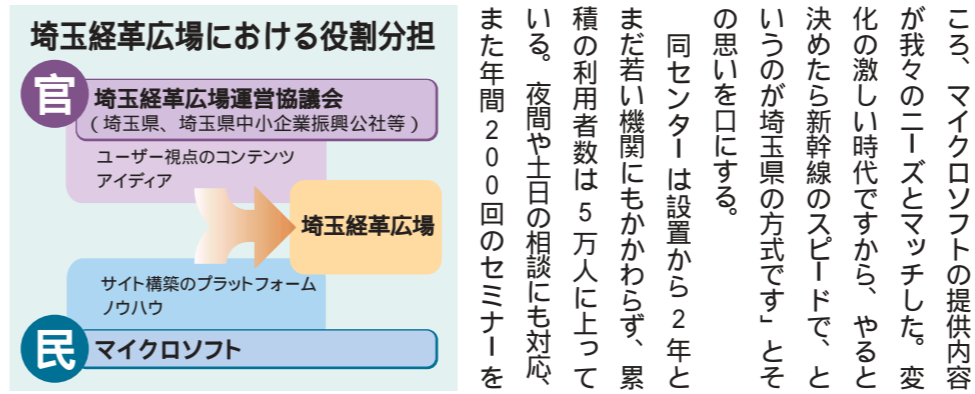 埼玉経革広場における役割分担
官
埼玉経革広場運営協議会
(埼玉県、埼玉県中小企業振興公社等)
ユーザー視点のコンテンツ
アイディア
埼玉経革広場
サイト構築のプラットフォーム
ノウハウ
民
マイクロソフト
ころ、マイクロソフトの提供内容
が我々のニーズとマッチした。変
化の激しい時代ですから、やると
決めたら新幹線のスピードで、と
いうのが埼玉県の方式です」とそ
の思いを口にする。
同センターは設置から2年と
まだ若い機関にもかかわらず、累
積の利用者数は5万人に上って
いる。夜間や土日の相談にも対応、
また年間200回のセミナーを